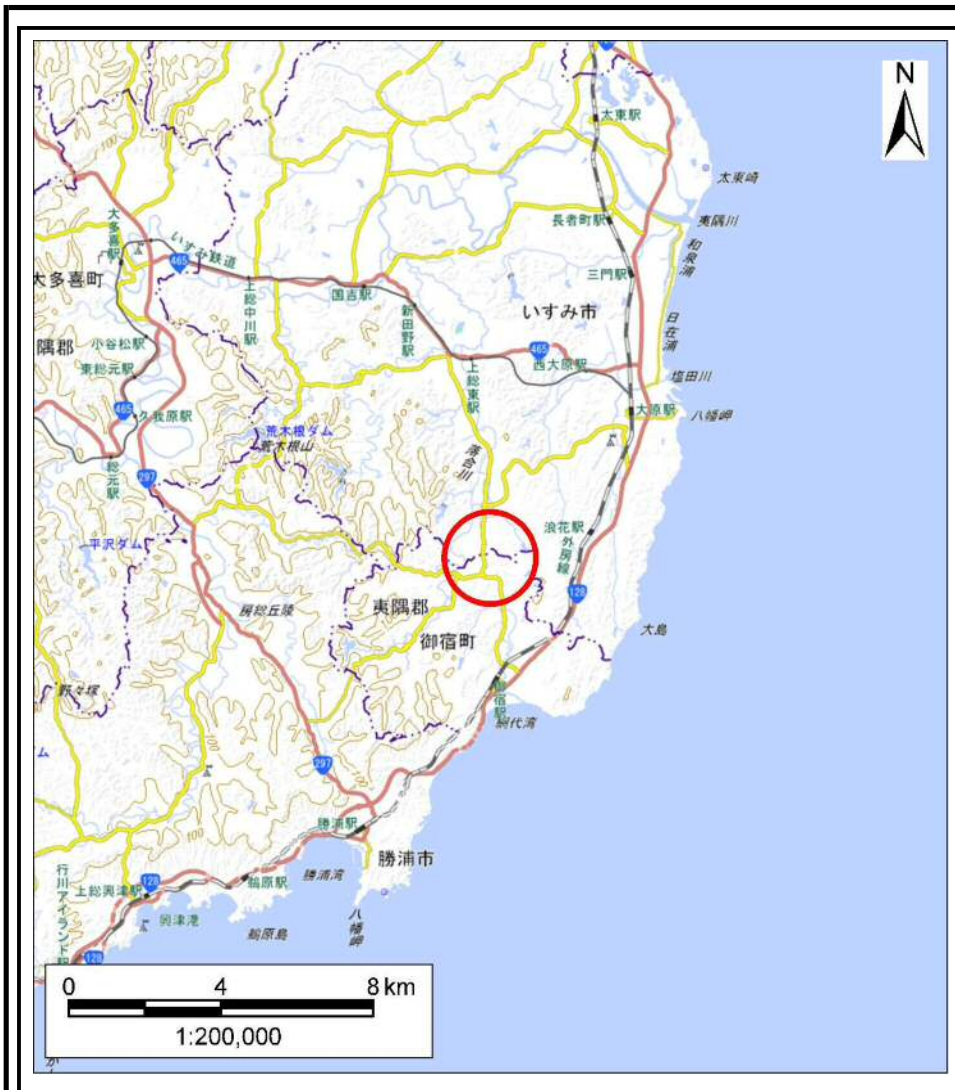 N
太東駅
太東崎
夷隅川
長者町駅
和泉浦
三門駅
大多喜駅
いすみ鉄道
465
大多喜町
上総中川駅
国吉駅
新田野駅
いすみ市
日在浦
小谷松駅
隅郡
東総元駅
465
西大原駅
上総東駅
塩田川
大原駅
八幡岬
465
久我原駅
荒木根ダム
荒木根山
落合川
総元駅
297
浪花駅
外房線
平沢ダム
128
房総丘陵
夷隅郡
大島
御宿町
野々塚
御宿駅
網代湾
ム
100
297
100
勝浦駅
勝浦市
100
行川アイランド駅
上総興津駅
128
鵜原駅
勝浦湾
興津港
鵜原島
八幡岬
128
0 4 8 km
1:200,000